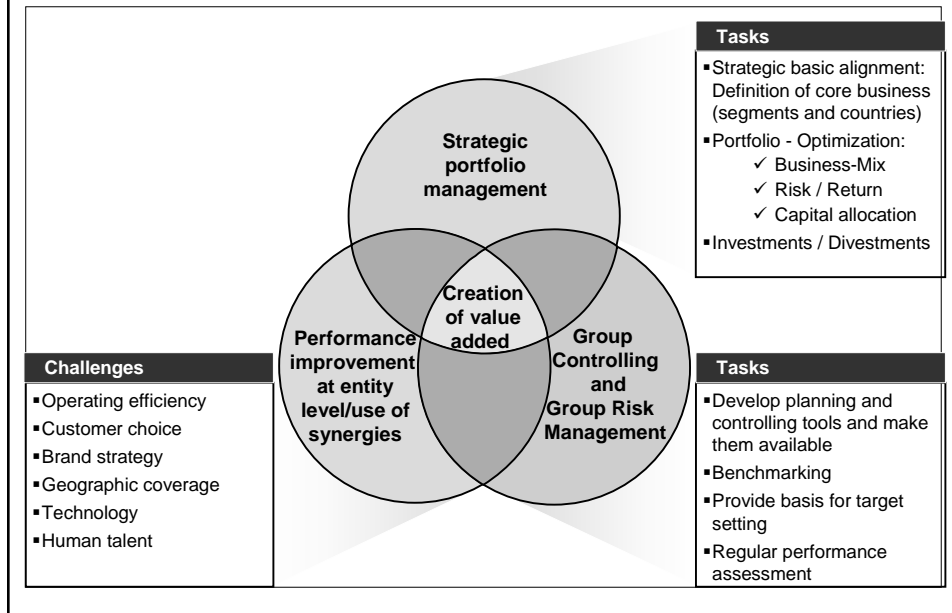 Strategic
portfolio
management
Tasks
▪Strategic basic alignment:
Definition of core business
(segments and countries)
▪Portfolio - Optimization:
✓ Business-Mix
✓ Risk / Return
✓ Capital allocation
▪Investments / Divestments
Creation
of value
added
Performance
improvement
at entity
level/use of
synergies
Group
Controlling
and
Group Risk
Management
Challenges
▪Operating efficiency
▪Customer choice
▪Brand strategy
▪Geographic coverage
▪Technology
▪Human talent
Tasks
▪Develop planning and
controlling tools and make
them available
▪Benchmarking
▪Provide basis for target
setting
▪Regular performance
assessment